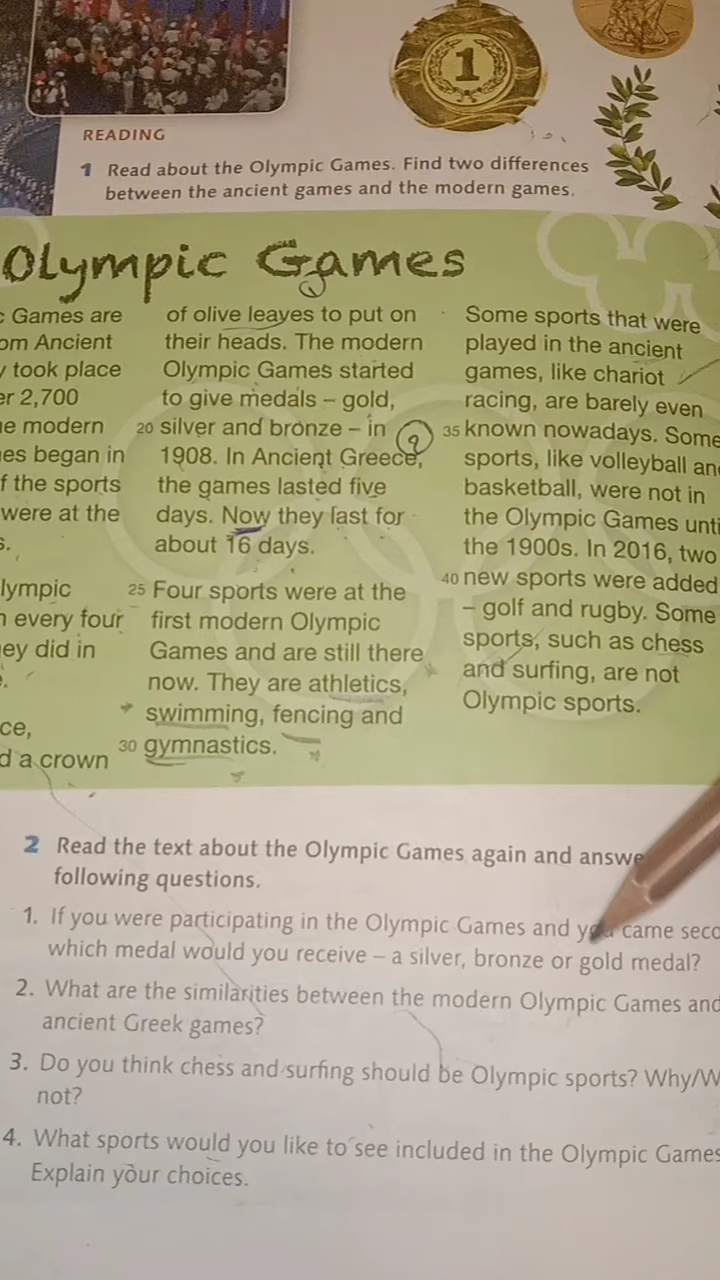 1
READING
1 Read about the Olympic Games. Find two differences
between the ancient games and the modern games.
Olympic Games
Games are
om Ancient
took place
er 2,700
e modern
es began in
f the sports
were at the
s.
lympic
n every four
ey did in
ce,
d a crown
of olive leaves to put on
their heads. The modern
Olympic Games started
to give medals – gold,
20 silver and bronze – in
1908. In Ancient Greece,
the games lasted five
days. Now they last for
about 16 days.
25 Four sports were at the
first modern Olympic
Games and are still there
now. They are athletics,
swimming, fencing and
30 gymnastics.
Some sports that were
played in the ancient
games, like chariot
racing, are barely even
35 known nowadays. Some
sports, like volleyball an
basketball, were not in
the Olympic Games unti
the 1900s. In 2016, two
40 new sports were added
– golf and rugby. Some
sports, such as chess
and surfing, are not
Olympic sports.
2 Read the text about the Olympic Games again and answe
following questions.
1. If you were participating in the Olympic Games and you came seco
which medal would you receive – a silver, bronze or gold medal?
2. What are the similarities between the modern Olympic Games and
ancient Greek games?
3. Do you think chess and surfing should be Olympic sports? Why/W
not?
4. What sports would you like to see included in the Olympic Games
Explain your choices.